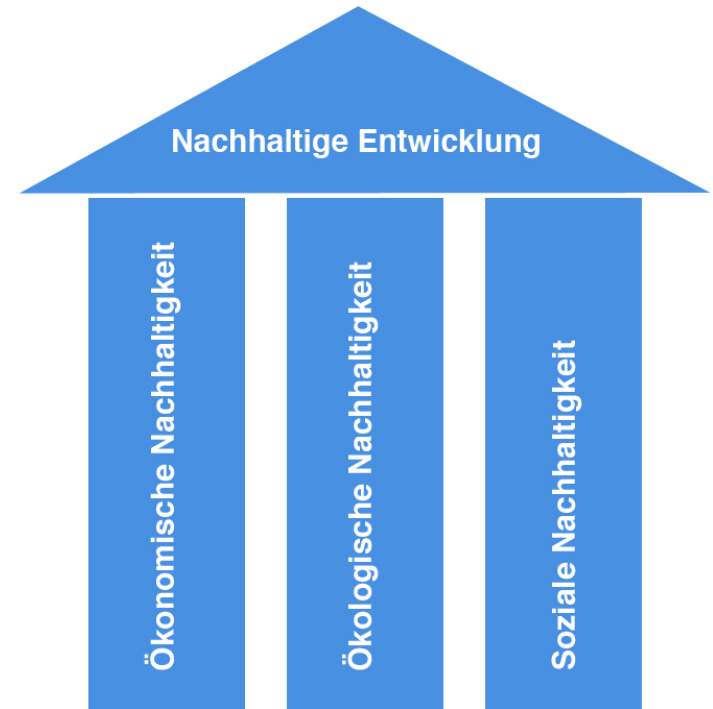 Nachhaltige Entwicklung
Ökonomische Nachhaltigkeit
Ökologische Nachhaltigkeit
Soziale Nachhaltigkeit